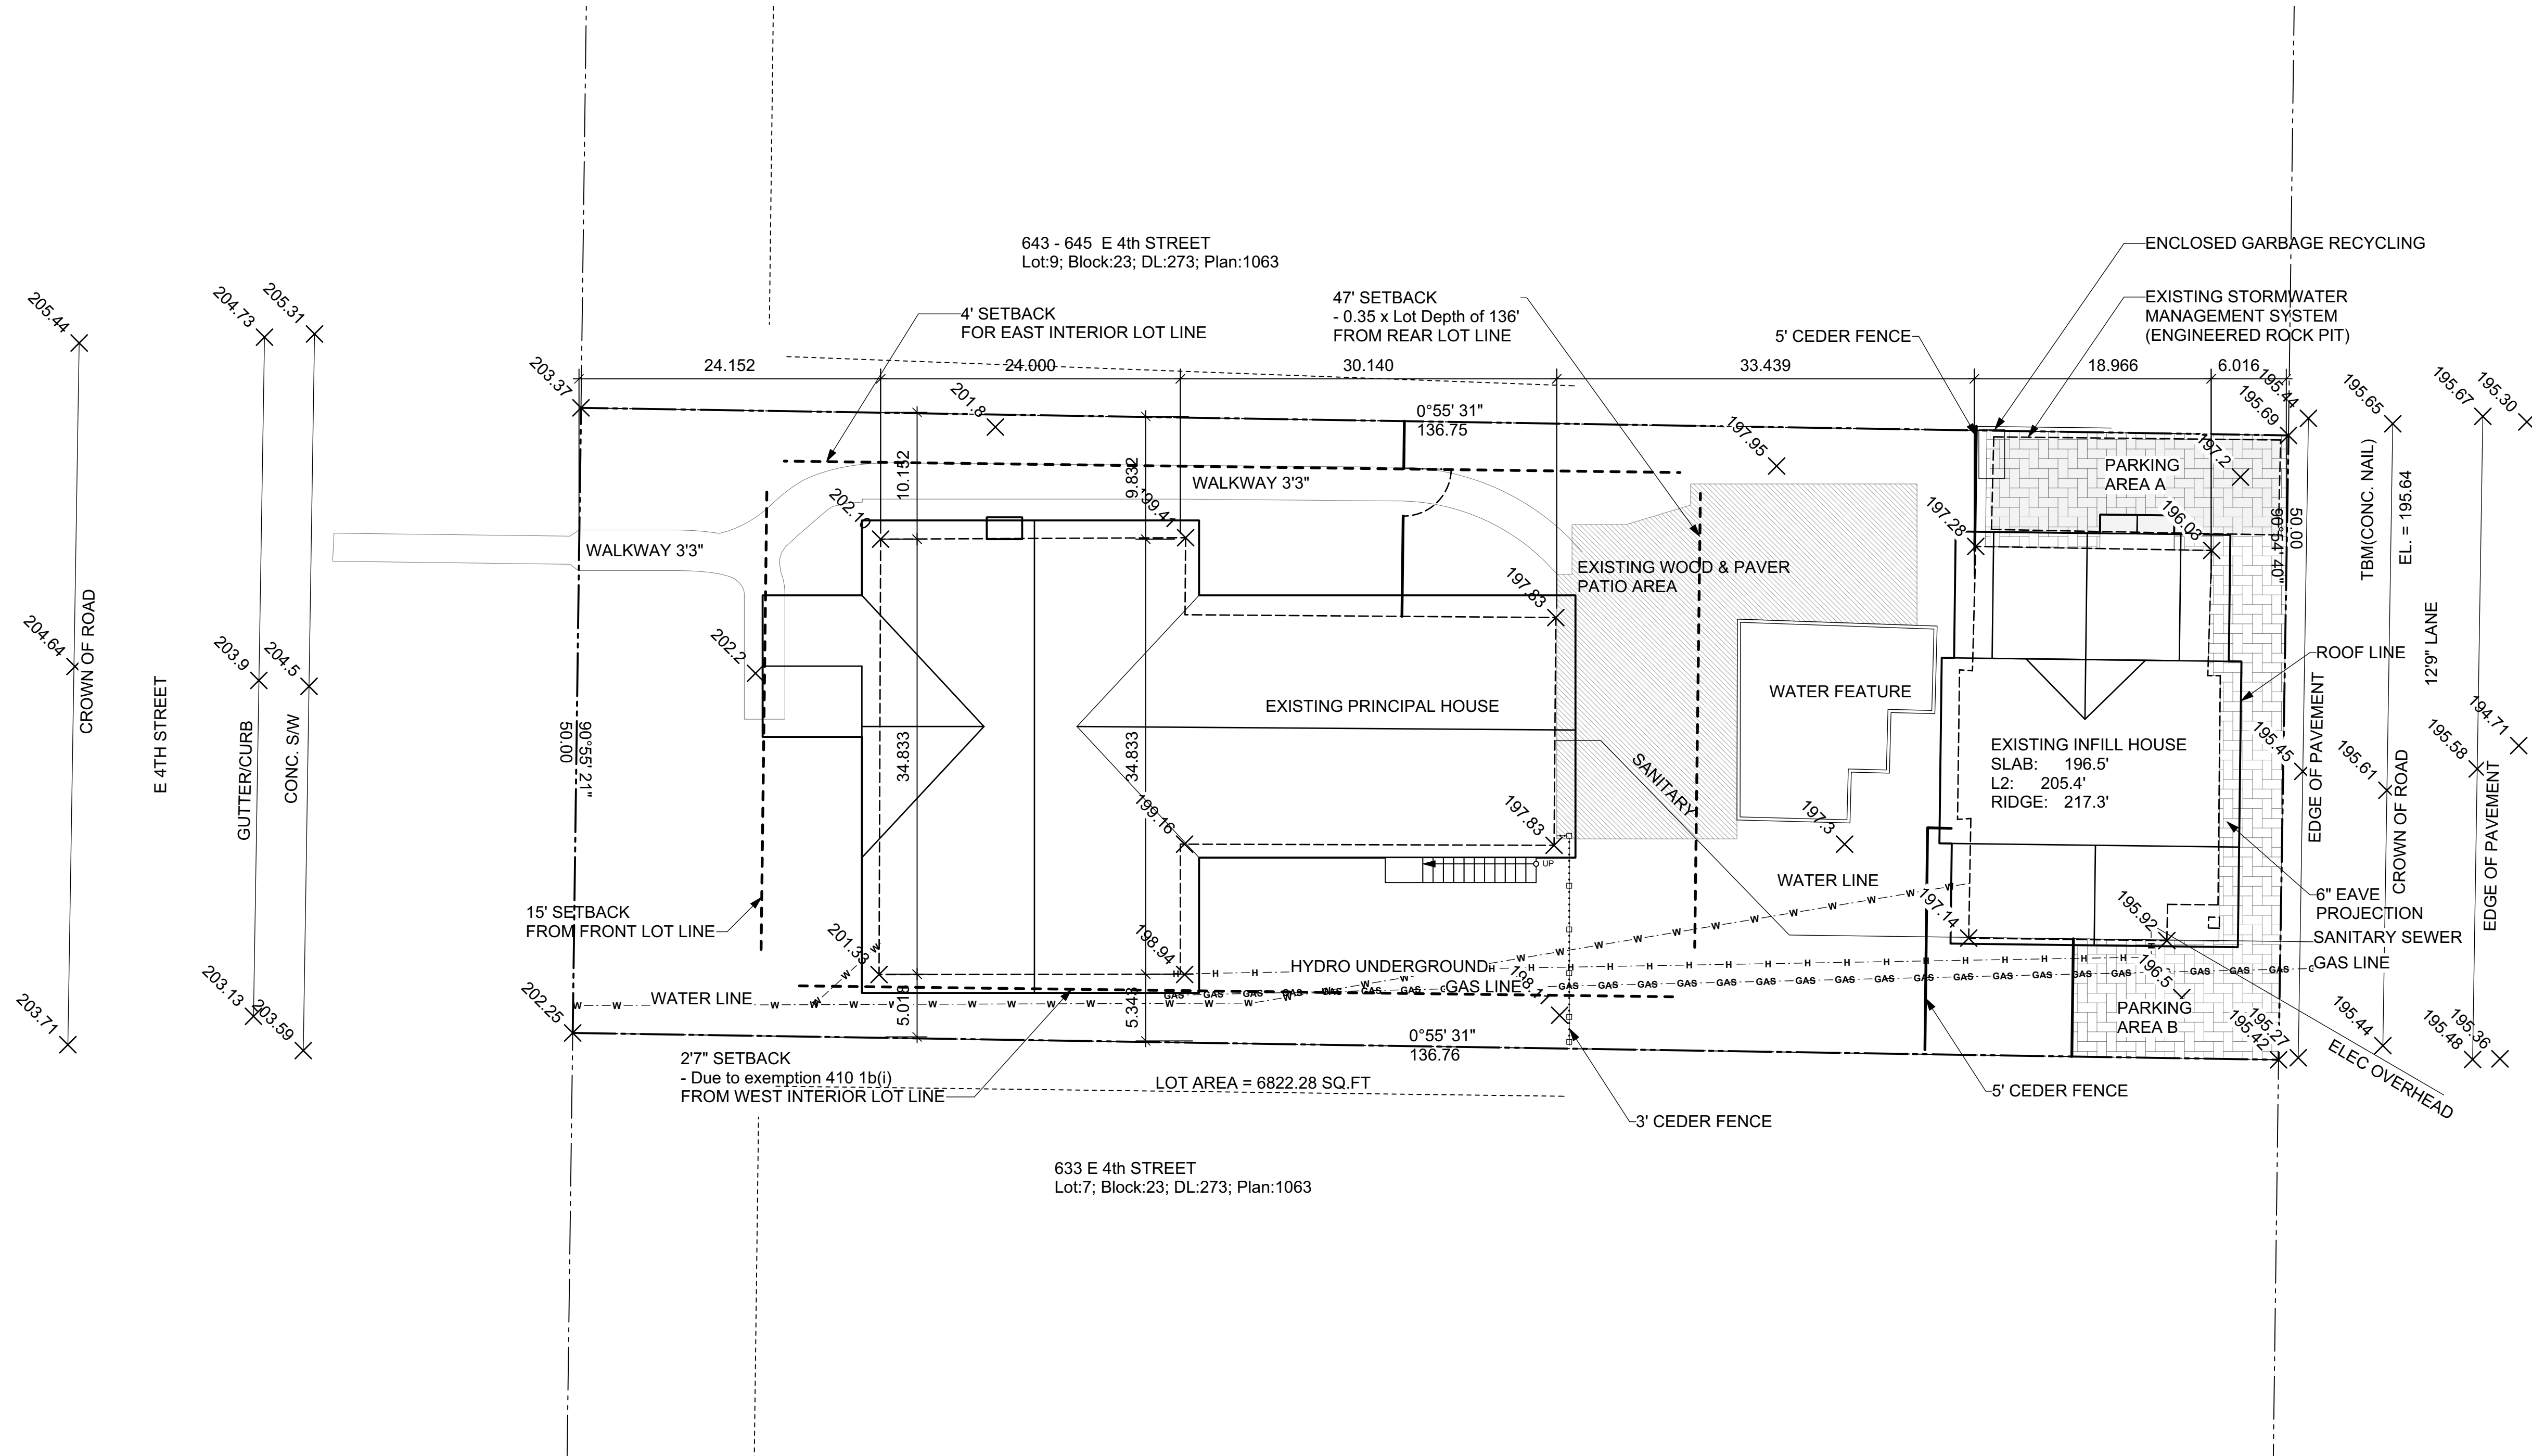 643 - 645 E 4th STREET
Lot:9; Block:23; DL:273; Plan:1063
ENCLOSED GARBAGE RECYCLING
EXISTING STORMWATER
MANAGEMENT SYSTEM
(ENGINEERED ROCK PIT)
47' SETBACK
- 0.35 x Lot Depth of 136'
FROM REAR LOT LINE
4' SETBACK
FOR EAST INTERIOR LOT LINE
5' CEDER FENCE
205.44
204.73
205.31
203.37
24.152
24.000
30.140
33.439
18.966
6.016
195.44
195.69
195.65
195.67
195.30
201.8
0°55' 31"
136.75
197.95
197.2
PARKING
AREA A
TBM(CONC. NAIL)
EL. = 195.64
10.152
9.832
WALKWAY 3'3"
202.10
199.41
197.28
196.03
50.00
90°54' 40"
WALKWAY 3'3"
EXISTING WOOD & PAVER
PATIO AREA
197.83
204.64
CROWN OF ROAD
E 4TH STREET
203.9
GUTTER/CURB
204.5
CONC. S/W
202.2
50.00
90°55' 21"
34.833
34.833
EXISTING PRINCIPAL HOUSE
WATER FEATURE
ROOF LINE
12'9" LANE
194.71
195.58
195.61
195.45
EDGE OF PAVEMENT
CROWN OF ROAD
EDGE OF PAVEMENT
EXISTING INFILL HOUSE
SLAB: 196.5'
L2: 205.4'
RIDGE: 217.3'
SANITARY
199.16
197.83
197.3
UP
WATER LINE
197.14
195.92
6" EAVE
PROJECTION
SANITARY SEWER
GAS LINE
15' SETBACK
FROM FRONT LOT LINE
201.33
198.94
HYDRO UNDERGROUND
GAS LINE
198.11
196.5
WATER LINE
5.018
5.343
203.71
203.13
203.59
202.25
PARKING
AREA B
195.27
195.42
195.44
195.36
195.48
ELEC OVERHEAD
0°55' 31"
136.76
2'7" SETBACK
- Due to exemption 410 1b(i)
FROM WEST INTERIOR LOT LINE
LOT AREA = 6822.28 SQ.FT
3' CEDER FENCE
5' CEDER FENCE
633 E 4th STREET
Lot:7; Block:23; DL:273; Plan:1063